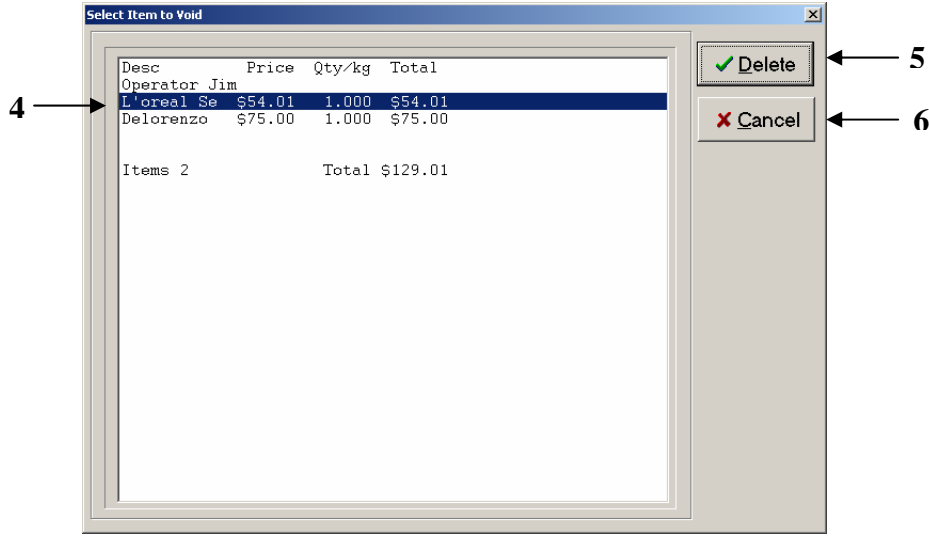 Select Item to Void
Desc Price Qty/kg Total
Operator Jim
L'oreal Se $54.01 1.000 $54.01
Delorenzo $75.00 1.000 $75.00
Items 2 Total $129.01
Delete
Cancel
4
5
6